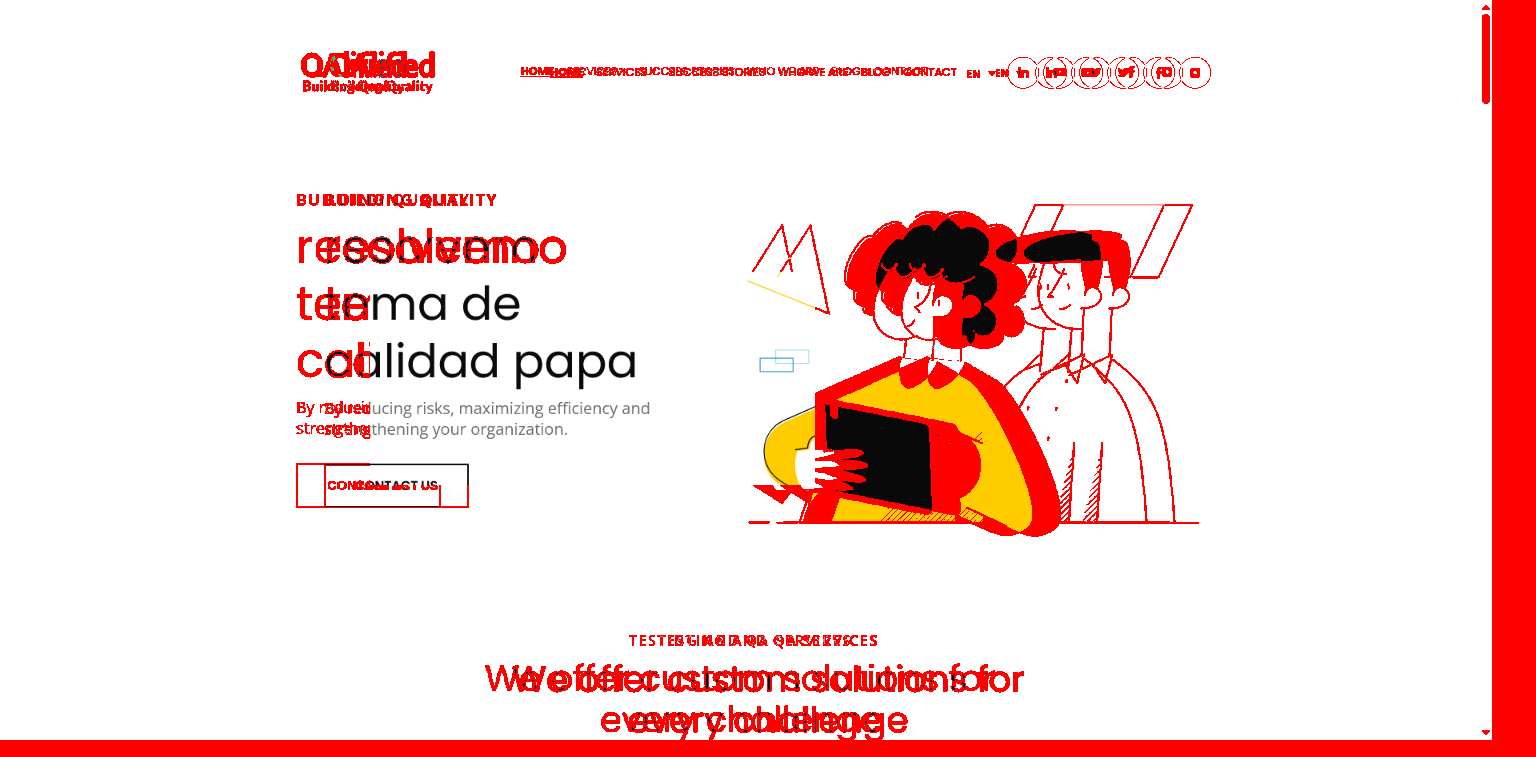 QAlified
Building Quality
HOME SERVICES SUCCESS STORIES WHO WE ARE BLOG CONTACT EN
BUILDING QUALITY
resolvemo
tema de
calidad papa
By reducing risks, maximizing efficiency and
strengthening your organization.
CONTACT US
TESTING AND QA SERVICES
We offer custom solutions for
every challenge